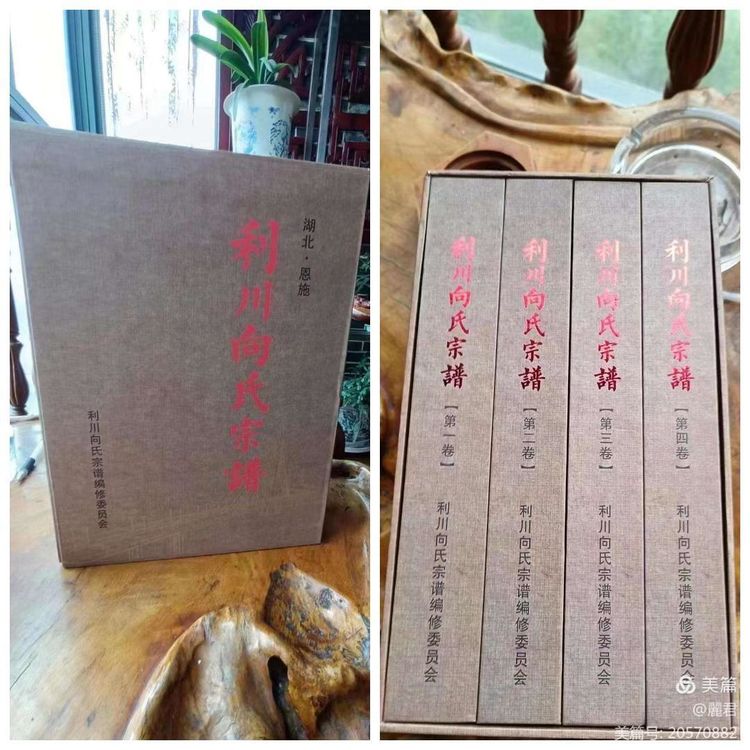 湖北·恩施
利川向氏宗譜
利川向氏宗谱编修委员会
利川向氏宗譜
【第一卷】
利川向氏宗谱编修委员会
利川向氏宗譜
【第二卷】
利川向氏宗谱编修委员会
利川向氏宗譜
【第三卷】
利川向氏宗谱编修委员会
利川向氏宗譜
【第四卷】
利川向氏宗谱编修委员会
美篇
@麗君
美篇号: 20570882